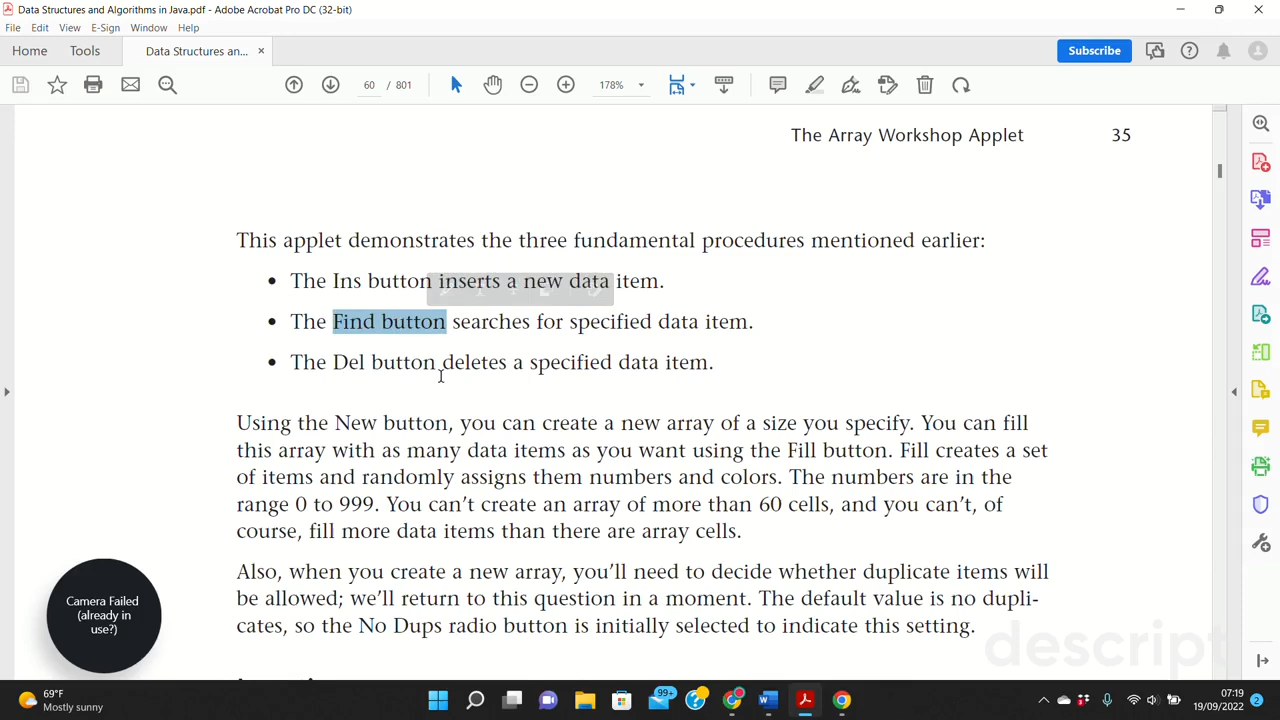 Data Structures and Algorithms in Java.pdf - Adobe Acrobat Pro DC (32-bit)
File Edit View E-Sign Window Help
Home Tools Data Structures an... × Subscribe
60 / 801 178%
The Array Workshop Applet 35
This applet demonstrates the three fundamental procedures mentioned earlier:
• The Ins button inserts a new data item.
• The Find button searches for specified data item.
• The Del button deletes a specified data item.
Using the New button, you can create a new array of a size you specify. You can fill
this array with as many data items as you want using the Fill button. Fill creates a set
of items and randomly assigns them numbers and colors. The numbers are in the
range 0 to 999. You can't create an array of more than 60 cells, and you can't, of
course, fill more data items than there are array cells.
Also, when you create a new array, you'll need to decide whether duplicate items will
be allowed; we'll return to this question in a moment. The default value is no dupli-
cates, so the No Dups radio button is initially selected to indicate this setting.
Camera Failed
(already in
use?)
descript
69°F
Mostly sunny
99+
07:19
19/09/2022
2